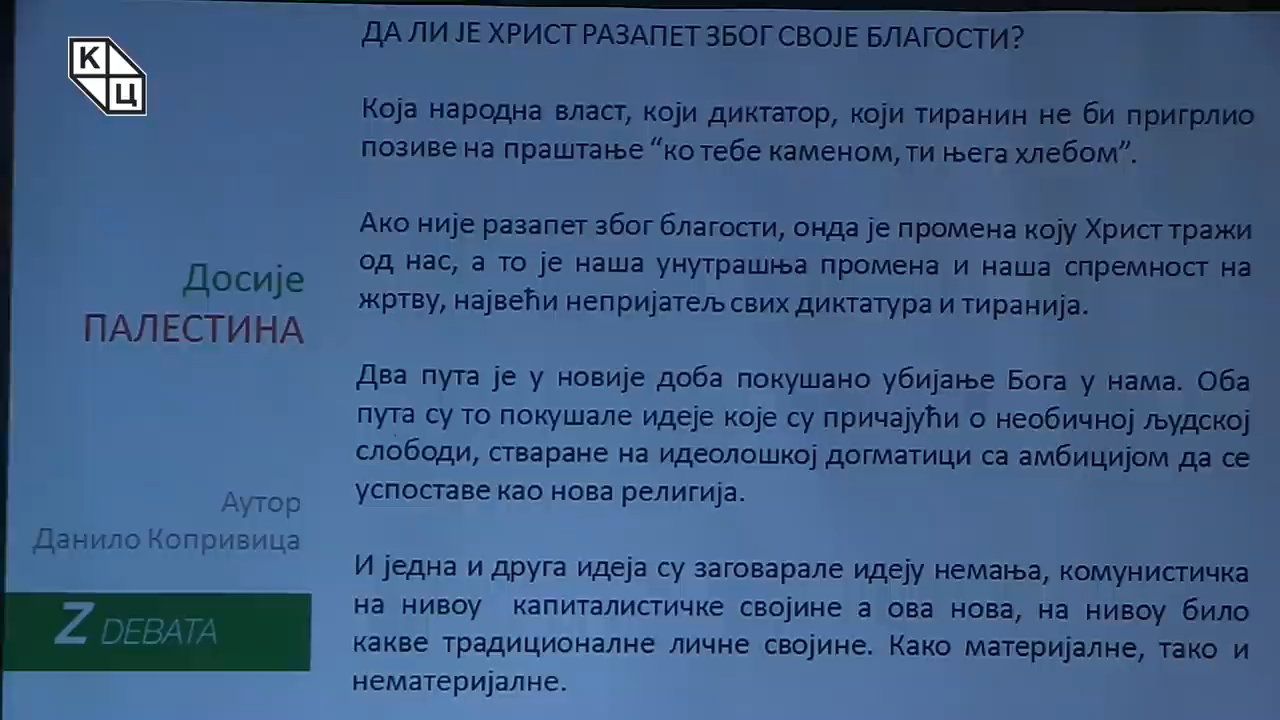 К
Ц
ДА ЛИ ЈЕ ХРИСТ РАЗАПЕТ ЗБОГ СВОЈЕ БЛАГОСТИ?
Која народна власт, који диктатор, који тиранин не би пригрлио
позиве на праштање “ко тебе каменом, ти њега хлебом”.
Ако није разапет због благости, онда је промена коју Христ тражи
од нас, а то је наша унутрашња промена и наша спремност на
жртву, највећи непријатељ свих диктатура и тиранија.
Два пута је у новије доба покушано убијање Бога у нама. Оба
пута су то покушале идеје које су причајући о необичној људској
слободи, стваране на идеолошкој догматици са амбицијом да се
успоставе као нова религија.
И једна и друга идеја су заговарале идеју немања, комунистичка
на нивоу капиталистичке својине а ова нова, на нивоу било
какве традиционалне личне својине. Како материјалне, тако и
нематеријалне.
Досије
ПАЛЕСТИНА
Аутор
Данило Копривица
Z DEBATA